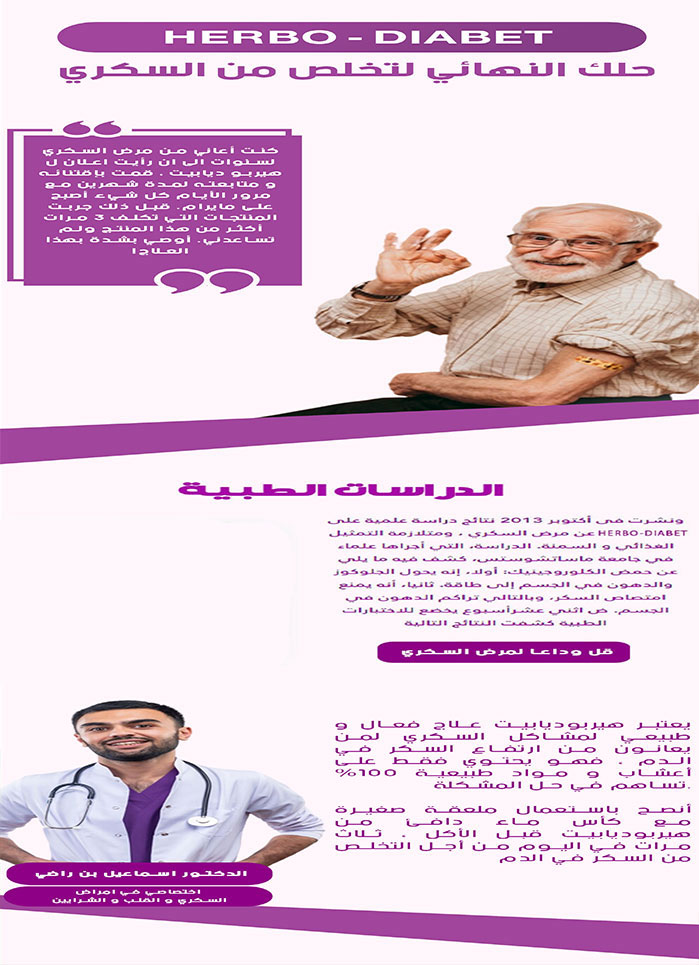 HERBO - DIABET
حلك النهائي لتخلص من السكري
كنت أعاني من مرض السكري
لسنوات الى ان رأيت اعلان ل
هيربو ديابيت . قمت بإقتنائه
و متابعته لمدة شهرين مع
مرور الأيام كل شيء أصبح
على مايرام. قبل ذلك جربت
المنتجات التي تكلف 3 مرات
أكثر من هذا المنتج ولم
تساعدني. أوصي بشدة بهذا
العلاج!
الدراسات الطبية
ونشرت في أكتوبر 2013 نتائج دراسة علمية على
HERBO-DIABET عن مرض السكري ، ومتلازمة التمثيل
الغذائي و السمنة. الدراسة، التي أجراها علماء
في جامعة ماساتشوستس، كشف فيه ما يلي
عن حمض الكلوروجينيك: أولا، إنه يحول الجلوكوز
والدهون في الجسم إلى طاقة. ثانيا، أنه يمنع
امتصاص السكر، وبالتالي تراكم الدهون في
الجسم. ض اثني عشرأسبوع يخضع للاختبارات
الطبية كشفت النتائج التالية
قل وداعا لمرض السكري
يعتبر هيربوديابيت علاج فعال و
طبيعي لمشاكل السكري لمن
يعانون من ارتفاع السكر في
الدم . فهو يحتوي فقط على
أعشاب و مواد طبيعية 100%
تساهم في حل المشكلة.
أنصح باستعمال ملعقة صغيرة
مع كأس ماء دافئ من
هيربوديابيت قبل الأكل . ثلاث
مرات في اليوم من أجل التخلص
من السكر في الدم
الدختور اسماعيل بن راضي
اختصاصي في امراض
السكري و القلب و الشرايين